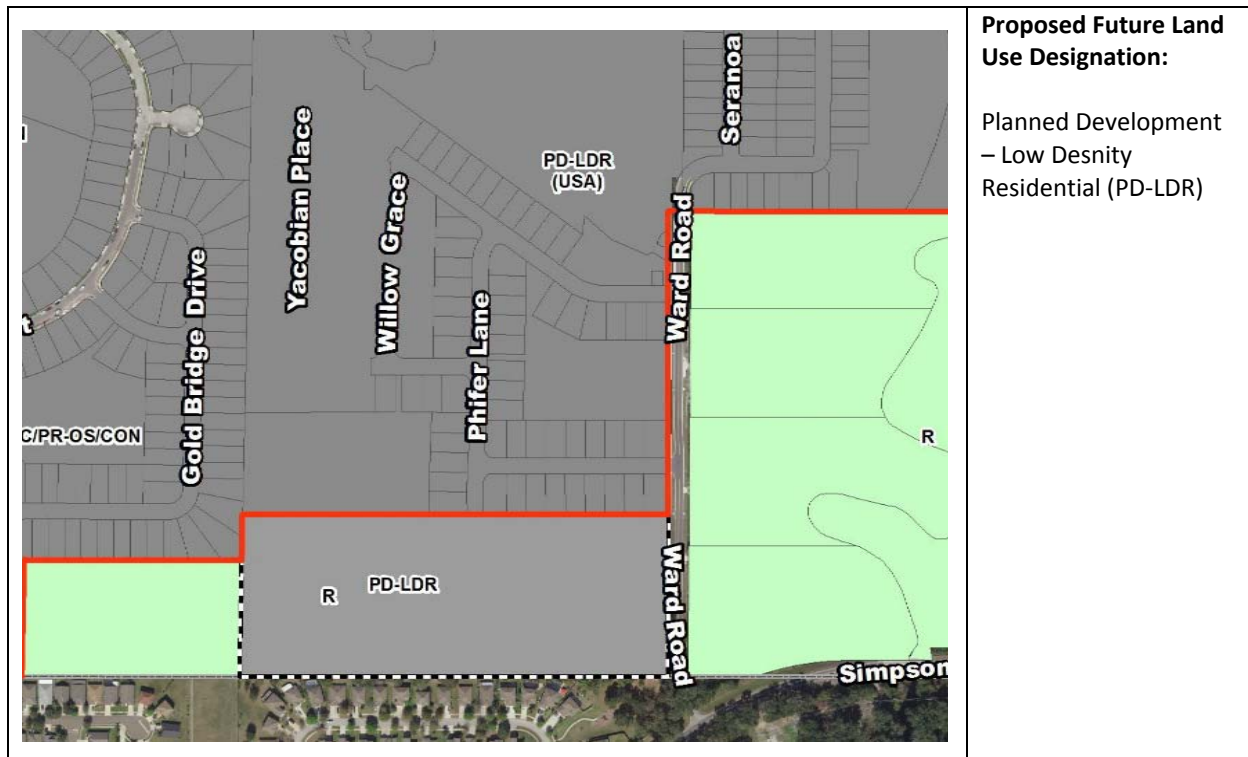 Proposed Future Land
Use Designation:
Planned Development
– Low Desnity
Residential (PD-LDR)
Seranoa
Yacobian Place
PD-LDR
(USA)
Willow Grace
Ward Road
Gold Bridge Drive
Phifer Lane
C/PR-OS/CON
R
R
PD-LDR
Ward Road
Simpson